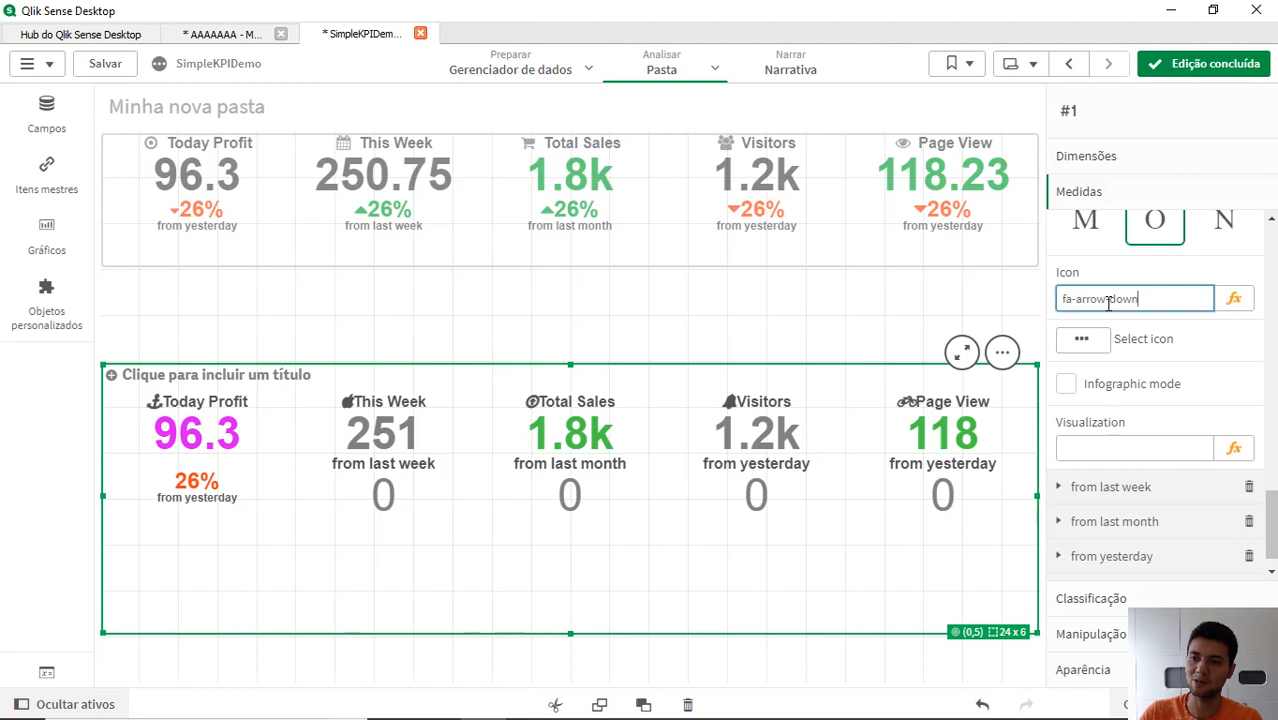 Qlik Sense Desktop
Hub do Qlik Sense Desktop
* AAAAAAA - M...
* SimpleKPIDem...
Salvar
SimpleKPIDemo
Preparar
Gerenciador de dados
Analisar
Pasta
Narrar
Narrativa
Edição concluída
Campos
Itens mestres
Gráficos
Objetos
personalizados
Minha nova pasta
Today Profit
96.3
26%
from yesterday
This Week
250.75
26%
from last week
Total Sales
1.8k
26%
from last month
Visitors
1.2k
26%
from yesterday
Page View
118.23
26%
from yesterday
Clique para incluir um título
Today Profit
96.3
26%
from yesterday
This Week
251
from last week
0
Total Sales
1.8k
from last month
0
Visitors
1.2k
from yesterday
0
Page View
118
from yesterday
0
(0,5) 24 x 6
#1
Dimensões
Medidas
M O N
Icon
fa-arrow-down
Select icon
Infographic mode
Visualization
from last week
from last month
from yesterday
Classificação
Manipulação
Aparência
Ocultar ativos